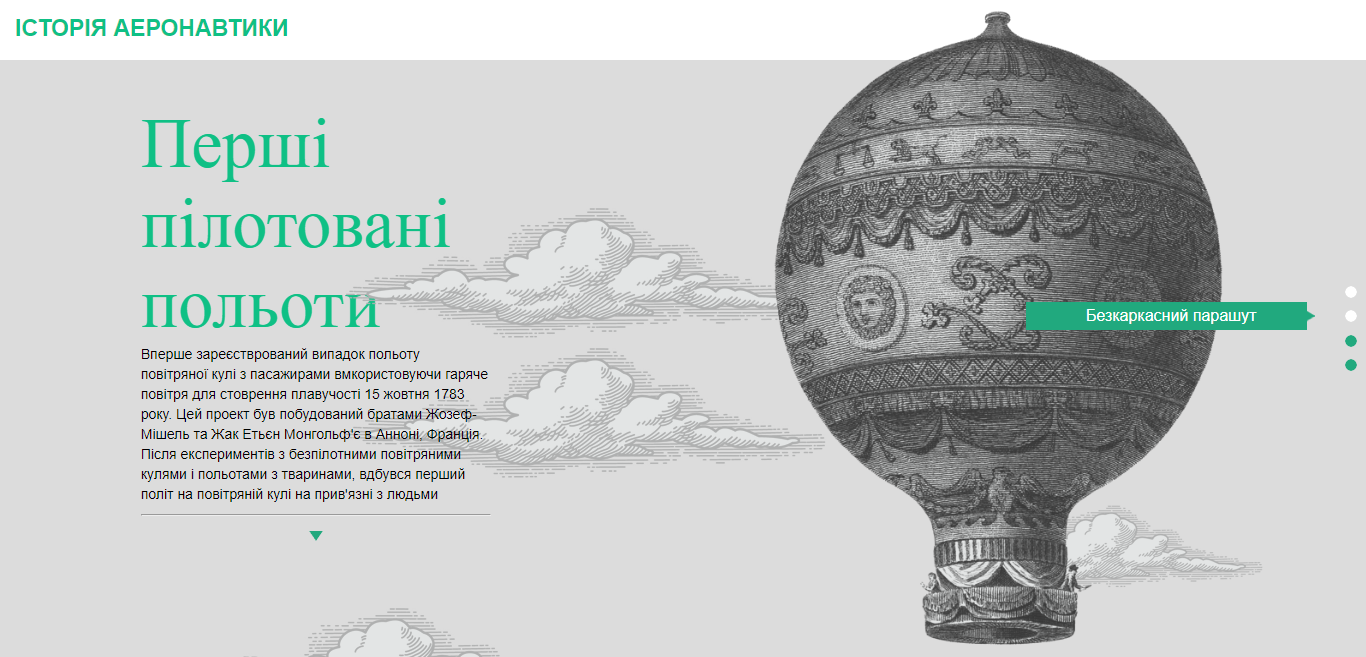 ІСТОРІЯ АЕРОНАВТИКИ
Перші
пілотовані
польоти
Вперше зареєстврований випадок польоту
повітряної кулі з пасажирами вмкористовуючи гаряче
повітря для стоврення плавучості 15 жовтня 1783
року. Цей проект був побудований братами Жозеф-
Мішель та Жак Етьєн Монгольф'є в Анноні, Франція.
Після експериментів з безпілотними повітряними
кулями і польотами з тваринами, вдбувся перший
політ на повітряній кулі на прив'язні з людьми
Безкаркасний парашут